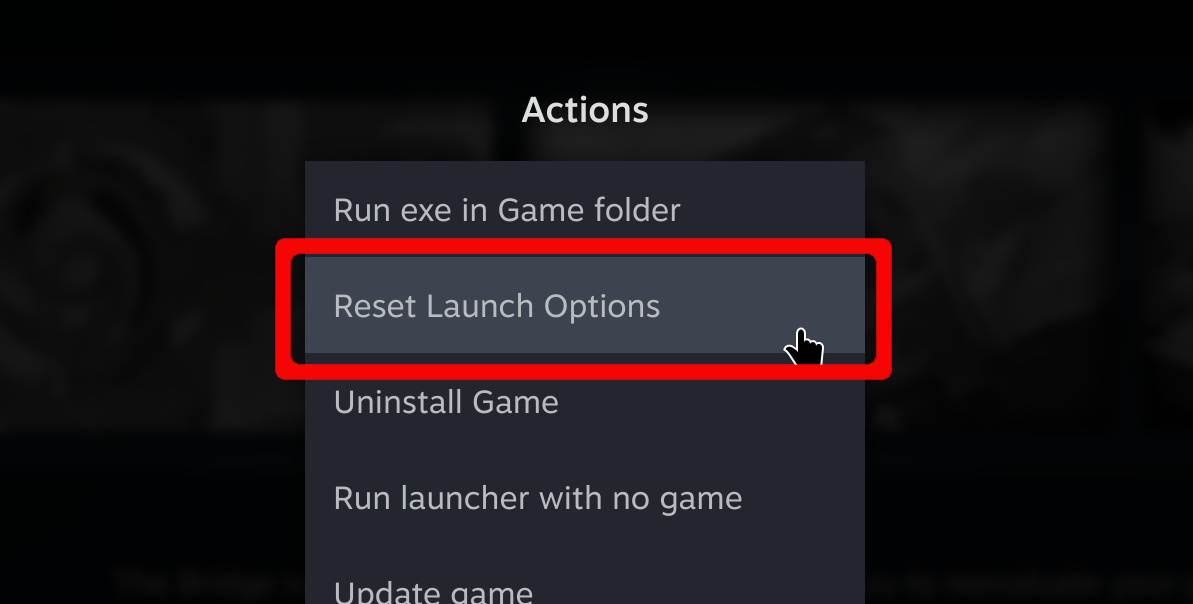 Actions
Run exe in Game folder
Reset Launch Options
Uninstall Game
Run launcher with no game
Update game